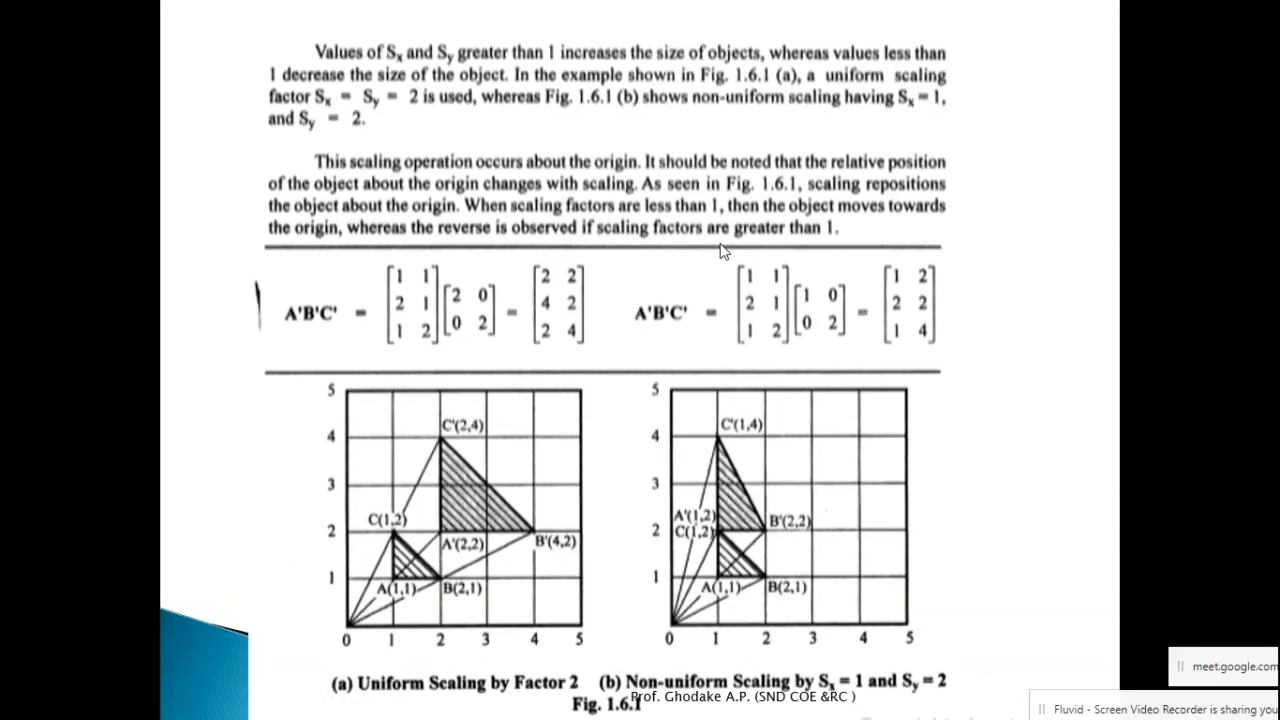 Values of Sx and Sy greater than 1 increases the size of objects, whereas values less than
1 decrease the size of the object. In the example shown in Fig. 1.6.1 (a), a uniform scaling
factor Sx = Sy = 2 is used, whereas Fig. 1.6.1 (b) shows non-uniform scaling having Sx = 1,
and Sy = 2.
This scaling operation occurs about the origin. It should be noted that the relative position
of the object about the origin changes with scaling. As seen in Fig. 1.6.1, scaling repositions
the object about the origin. When scaling factors are less than 1, then the object moves towards
the origin, whereas the reverse is observed if scaling factors are greater than 1.
A'B'C' = [1 1; 2 1; 1 2] [2 0; 0 2] = [2 2; 4 2; 2 4]
A'B'C' = [1 1; 2 1; 1 2] [1 0; 0 2] = [1 2; 2 2; 1 4]
5
4
3
2
1
C'(2,4)
C(1,2)
A'(2,2)
B'(4,2)
A(1,1)
B(2,1)
0 1 2 3 4 5
5
4
3
2
1
C'(1,4)
A'(1,2)
C(1,2)
B'(2,2)
A(1,1)
B(2,1)
0 1 2 3 4 5
(a) Uniform Scaling by Factor 2
(b) Non-uniform Scaling by Sx = 1 and Sy = 2
Fig. 1.6.1
Prof. Ghodake A.P. (SND COE &RC )
meet.google.com
Fluvid - Screen Video Recorder is sharing you